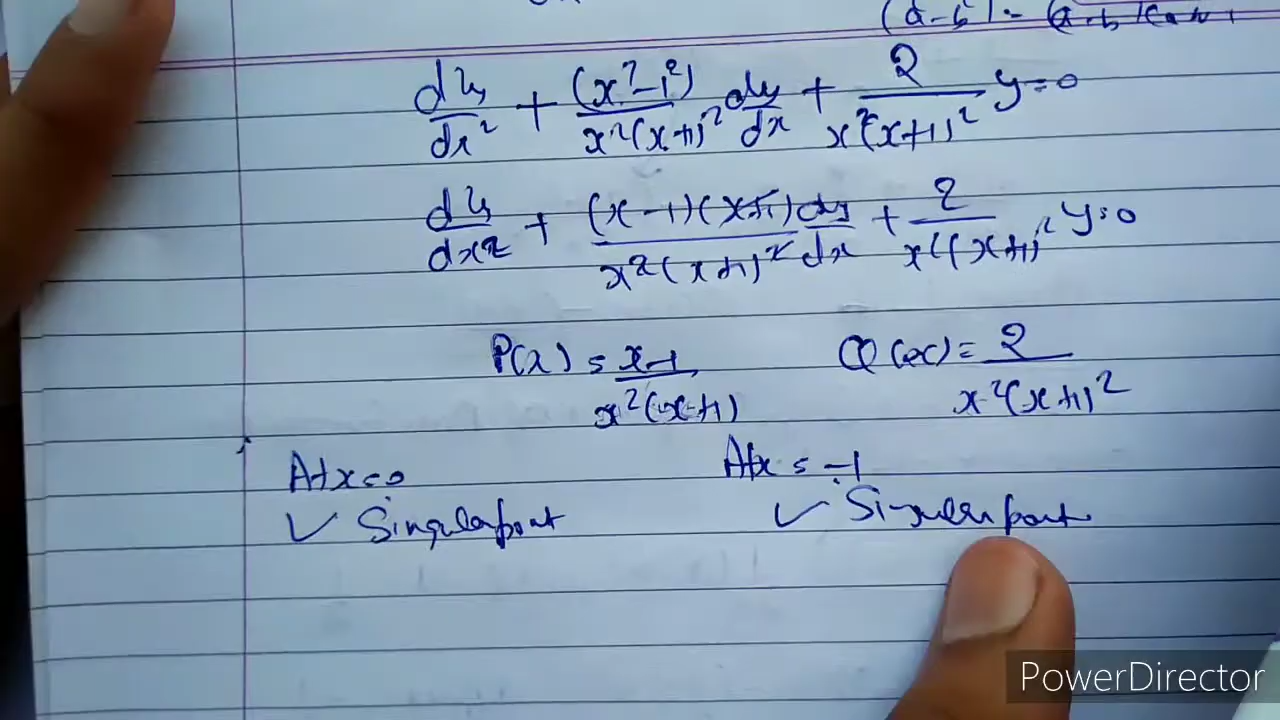 (a-b) = (a-b)(a+b)
d²y/dx² + (x²-1²)/x²(x+1)² dy/dx + 2/x²(x+1)² y=0
d²y/dx² + (x-1)(x+1)/x²(x+1)² dy/dx + 2/x²(x+1)² y=0
P(x) = x-1/x²(x+1) Q(x) = 2/x²(x+1)²
At x=0 At x = -1
✓ Singular point ✓ Singular point
PowerDirector